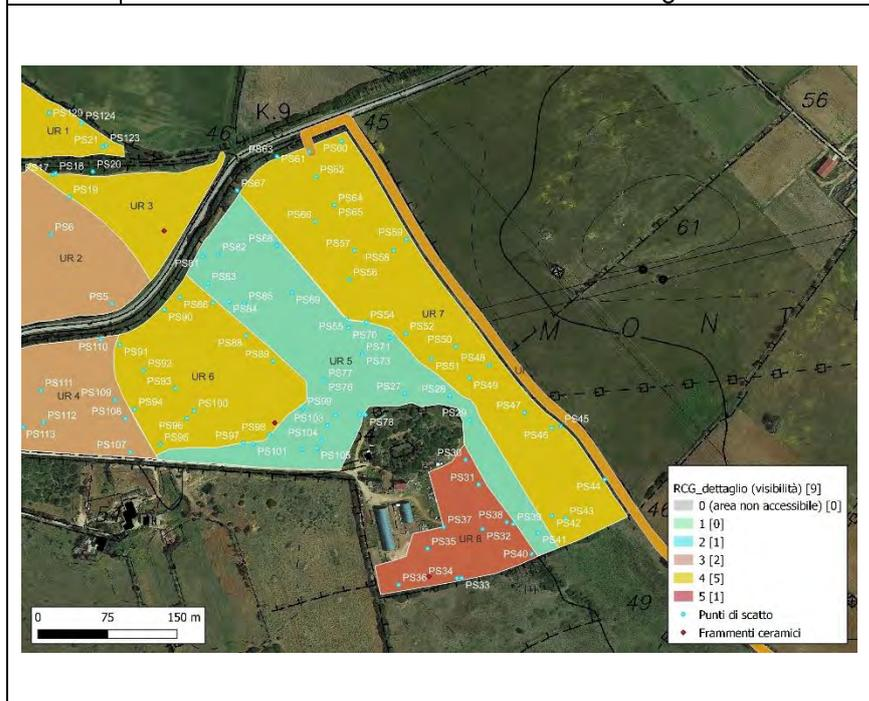 K.9
45
46
56
61
49
M O N T
UR 1
UR 2
UR 3
UR 4
UR 5
UR 6
UR 7
UR 8
PS129
PS124
PS21
PS123
PS17
PS18
PS20
PS19
PS6
PS5
PS63
PS61
PS60
PS62
PS67
PS64
PS65
PS66
PS59
PS57
PS58
PS56
PS68
PS81
PS82
PS83
PS69
PS86
PS84
PS85
PS90
PS54
PS55
PS52
PS70
PS71
PS73
PS50
PS51
PS48
PS49
PS110
PS91
PS88
PS89
PS92
PS93
PS77
PS76
PS27
PS28
PS29
PS47
PS45
PS46
PS111
PS109
PS94
PS100
PS99
PS108
PS112
PS113
PS96
PS98
PS103
PS78
PS107
PS95
PS97
PS101
PS104
PS105
PS30
PS31
PS44
PS43
PS42
PS39
PS38
PS37
PS32
PS35
PS41
PS40
PS34
PS33
PS36
RCG_dettaglio (visibilità) [9]
0 (area non accessibile) [0]
1 [0]
2 [1]
3 [2]
4 [5]
5 [1]
Punti di scatto
Frammenti ceramici
0 75 150 m